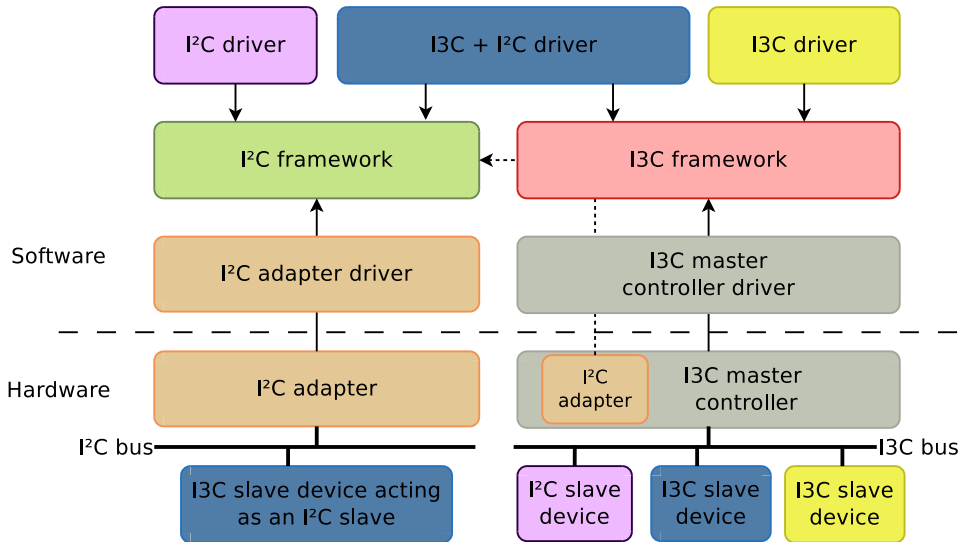 I²C driver
I3C + I²C driver
I3C driver
I²C framework
I3C framework
Software
I²C adapter driver
I3C master
controller driver
Hardware
I²C adapter
I²C
adapter
I3C master
controller
I²C bus
I3C bus
I3C slave device acting
as an I²C slave
I²C slave
device
I3C slave
device
I3C slave
device